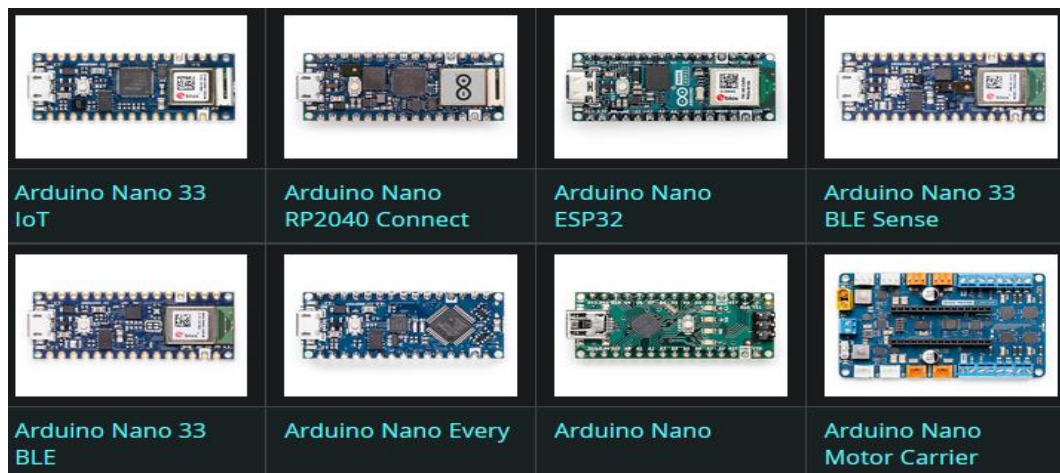 Arduino Nano 33
IoT
Arduino Nano
RP2040 Connect
Arduino Nano
ESP32
Arduino Nano 33
BLE Sense
Arduino Nano 33
BLE
Arduino Nano Every
Arduino Nano
Arduino Nano
Motor Carrier